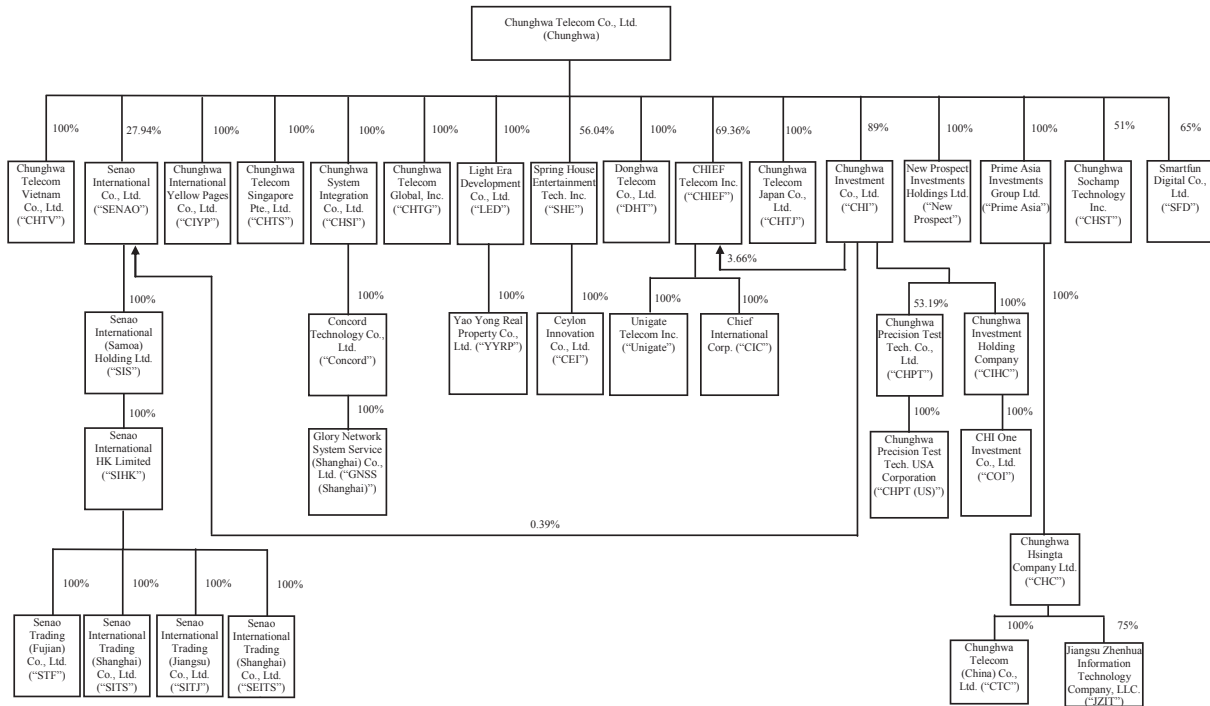 Chunghwa Telecom Co., Ltd.
(Chunghwa)
100%
27.94%
100%
100%
100%
100%
100%
56.04%
100%
69.36%
100%
89%
100%
100%
51%
65%
Chunghwa
Telecom
Vietnam
Co., Ltd.
(“CHTV”)
Senao
International
Co., Ltd.
(“SENAO”)
Chunghwa
International
Yellow Pages
Co., Ltd.
(“CIYP”)
Chunghwa
Telecom
Singapore
Pte., Ltd.
(“CHTS”)
Chunghwa
System
Integration
Co., Ltd.
(“CHSI”)
Chunghwa
Telecom
Global, Inc.
(“CHTG”)
Light Era
Development
Co., Ltd.
(“LED”)
Spring House
Entertainment
Tech. Inc.
(“SHE”)
Donghwa
Telecom
Co., Ltd.
(“DHT”)
CHIEF
Telecom Inc.
(“CHIEF”)
Chunghwa
Telecom
Japan Co.,
Ltd.
(“CHTJ”)
Chunghwa
Investment
Co., Ltd.
(“CHI”)
New Prospect
Investments
Holdings Ltd.
(“New
Prospect”)
Prime Asia
Investments
Group Ltd.
(“Prime Asia”)
Chunghwa
Sochamp
Technology
Inc.
(“CHST”)
Smartfun
Digital Co.,
Ltd.
(“SFD”)
3.66%
100%
100%
100%
100%
100%
100%
53.19%
100%
100%
Senao
International
(Samoa)
Holding Ltd.
(“SIS”)
Concord
Technology Co.,
Ltd.
(“Concord”)
Yao Yong Real
Property Co.,
Ltd. (“YYRP”)
Ceylon
Innovation
Co., Ltd.
(“CEI”)
Unigate
Telecom Inc.
(“Unigate”)
Chief
International
Corp. (“CIC”)
Chunghwa
Precision Test
Tech. Co.,
Ltd.
(“CHPT”)
Chunghwa
Investment
Holding
Company
(“CIHC”)
100%
100%
100%
100%
Senao
International
HK Limited
(“SIHK”)
Glory Network
System Service
(Shanghai) Co.,
Ltd. (“GNSS
(Shanghai)”)
Chunghwa
Precision Test
Tech. USA
Corporation
(“CHPT (US)”)
CHI One
Investment
Co., Ltd.
(“COI”)
0.39%
Chunghwa
Hsingta
Company Ltd.
(“CHC”)
100%
100%
100%
100%
100%
75%
Senao
Trading
(Fujian)
Co., Ltd.
“STF”)
Senao
International
Trading
(Shanghai)
Co., Ltd.
(“SITS”)
Senao
International
Trading
(Jiangsu)
Co., Ltd.
(“SITJ”)
Senao
International
Trading
(Shanghai)
Co., Ltd.
(“SEITS”)
Chunghwa
Telecom
(China) Co.,
Ltd. (“CTC”)
Jiangsu Zhenhua
Information
Technology
Company, LLC.
(“JZIT”)